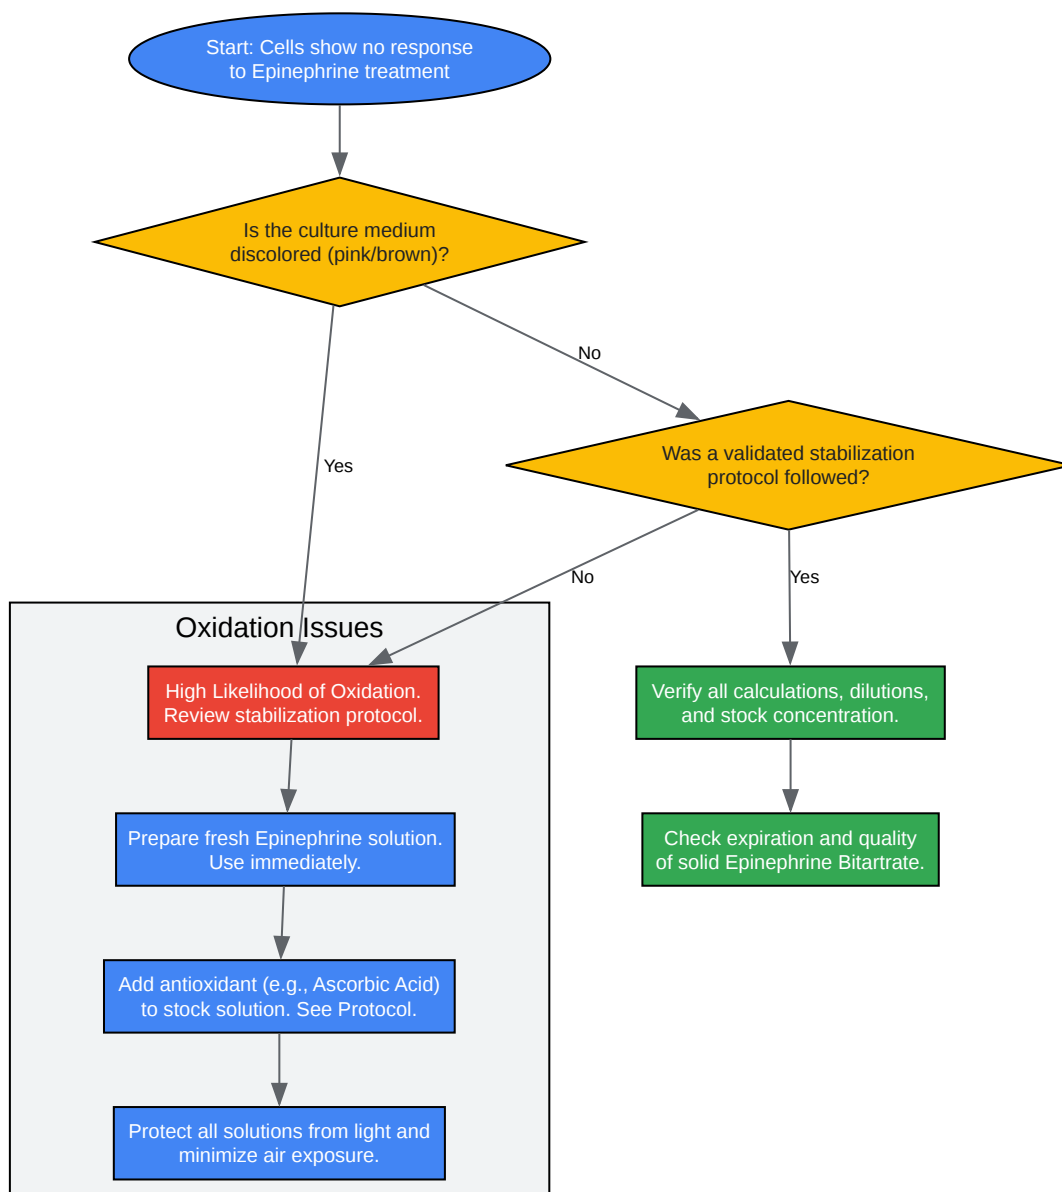 Start: Cells show no response
to Epinephrine treatment
Is the culture medium
discolored (pink/brown)?
No
Was a validated stabilization
protocol followed?
Yes
No
Yes
Oxidation Issues
High Likelihood of Oxidation.
Review stabilization protocol.
Verify all calculations, dilutions,
and stock concentration.
Prepare fresh Epinephrine solution.
Use immediately.
Check expiration and quality
of solid Epinephrine Bitartrate.
Add antioxidant (e.g., Ascorbic Acid)
to stock solution. See Protocol.
Protect all solutions from light and
minimize air exposure.